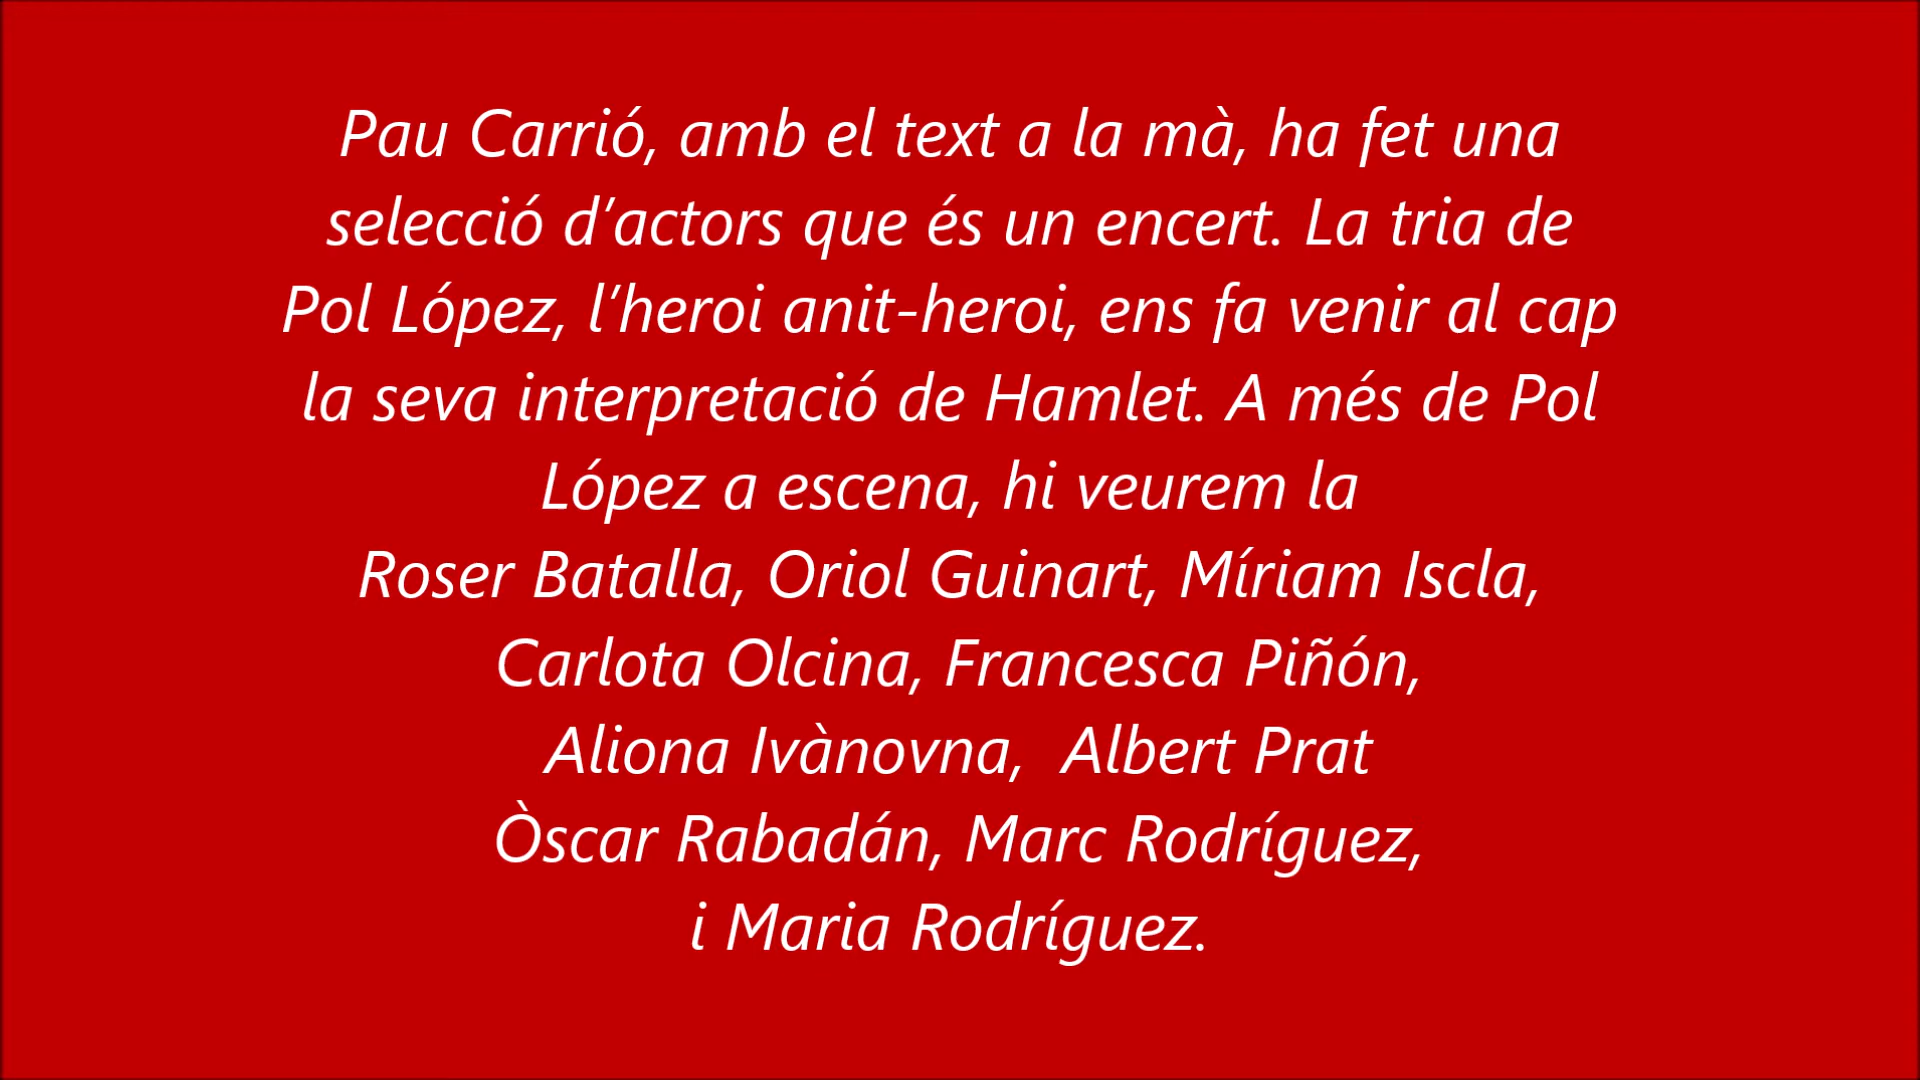 Pau Carrió, amb el text a la mà, ha fet una
selecció d’actors que és un encert. La tria de
Pol López, l’heroi anit-heroi, ens fa venir al cap
la seva interpretació de Hamlet. A més de Pol
López a escena, hi veurem la
Roser Batalla, Oriol Guinart, Míriam Iscla,
Carlota Olcina, Francesca Piñón,
Aliona Ivànovna,  Albert Prat
Òscar Rabadán, Marc Rodríguez,
i Maria Rodríguez.